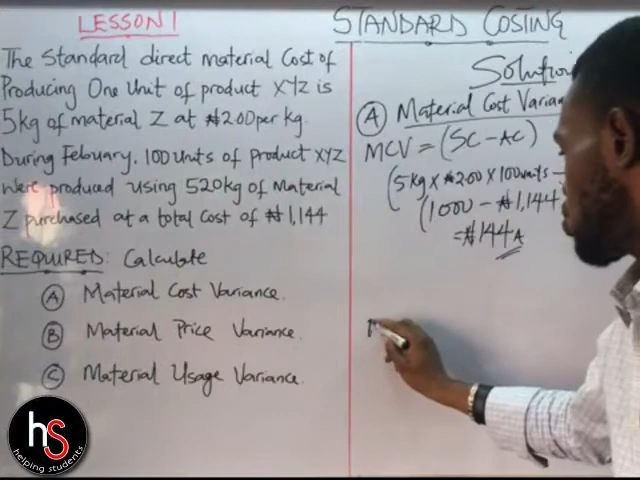 LESSON 1
STANDARD COSTING
The Standard direct material Cost of
Producing One Unit of product XYZ is
5kg of material Z at ₦200 per kg.
During Febuary, 100 Units of Product XYZ
Were produced using 520kg of Material
Z purchased at a total Cost of ₦1,144
REQUIRED: Calculate
A Material Cost Variance.
B Material Price Variance.
C Material Usage Variance.
Solution
A Material Cost Varian
MCV = (SC - AC)
(5kg x ₦200 x 100units -
(1000 - ₦1,144
= ₦144A
hs
helping students